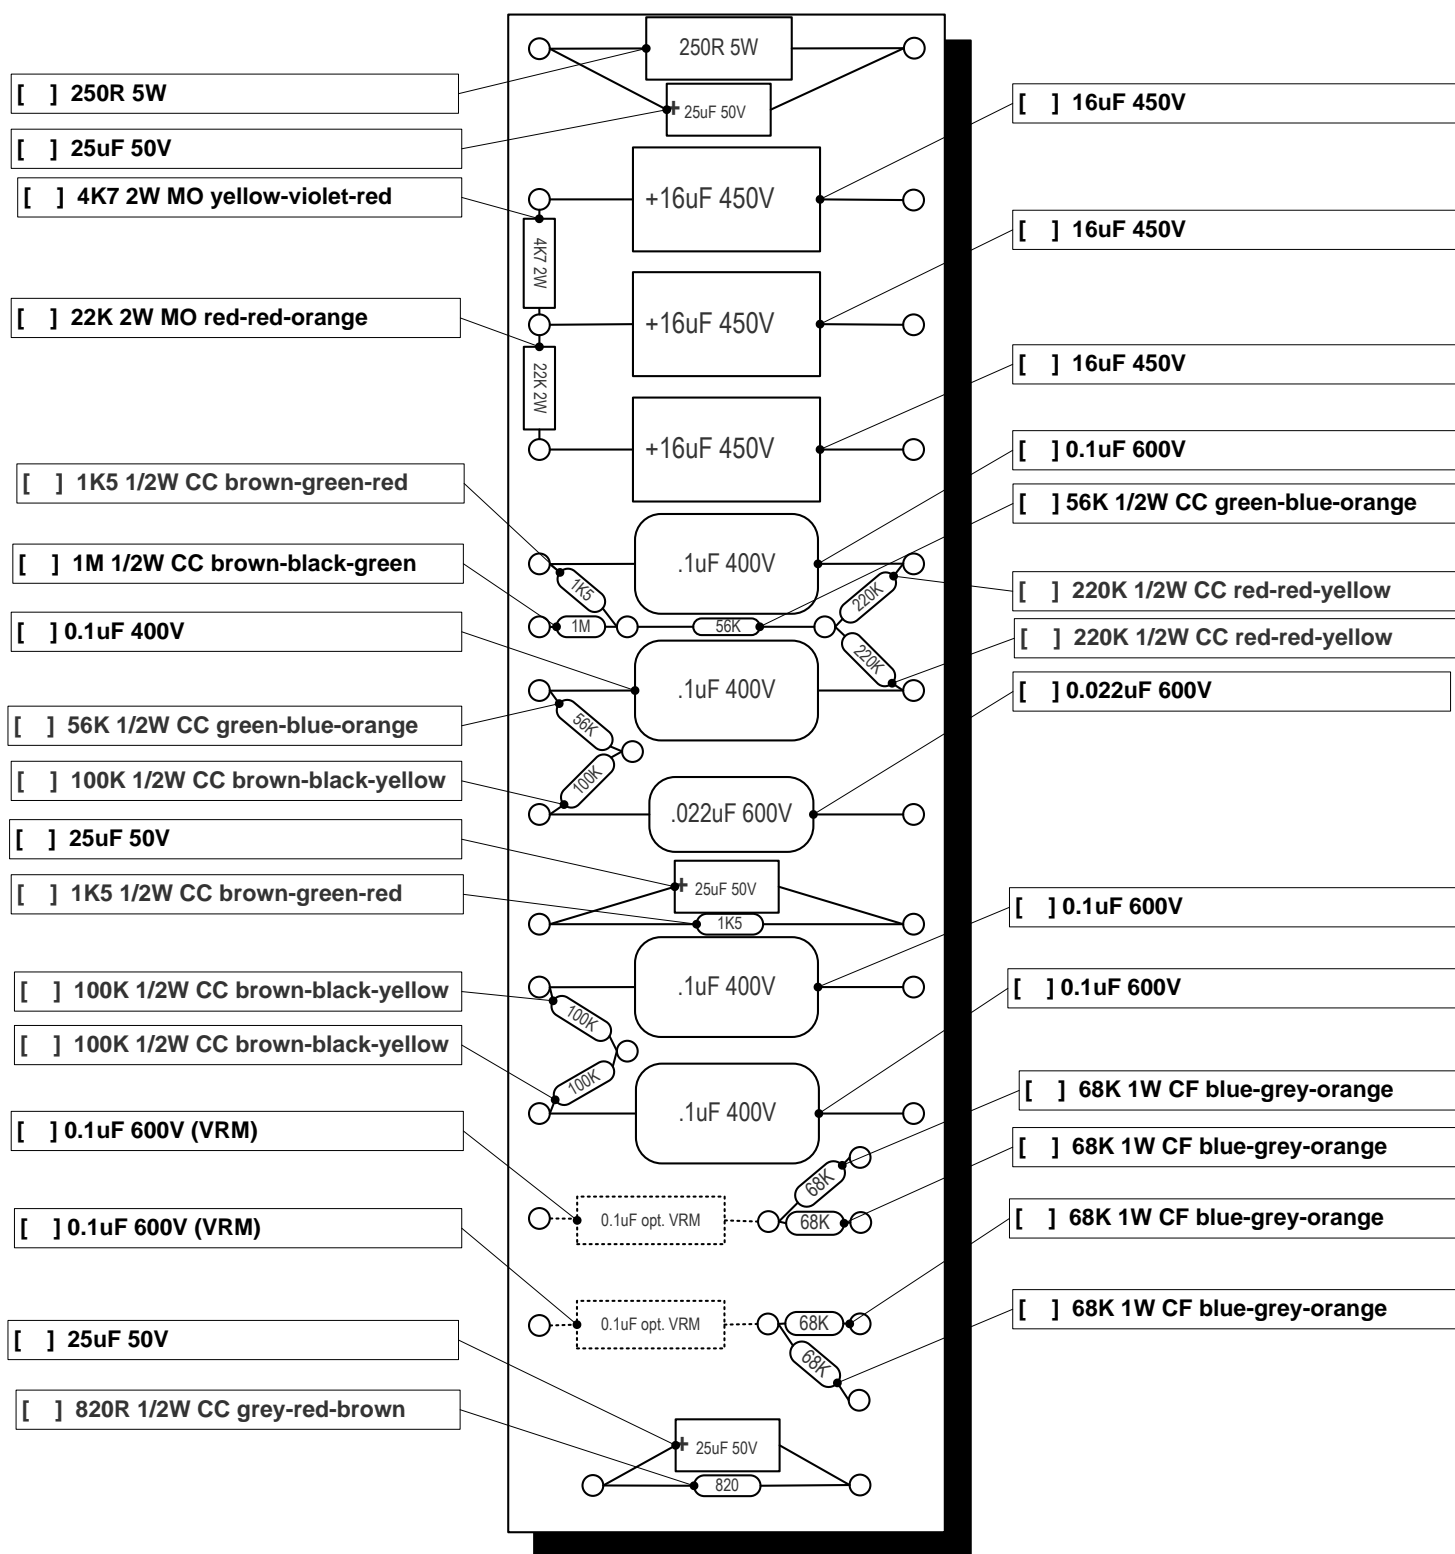 [ ] 250R 5W
[ ] 25uF 50V
[ ] 4K7 2W MO yellow-violet-red
[ ] 22K 2W MO red-red-orange
[ ] 1K5 1/2W CC brown-green-red
[ ] 1M 1/2W CC brown-black-green
[ ] 0.1uF 400V
[ ] 56K 1/2W CC green-blue-orange
[ ] 100K 1/2W CC brown-black-yellow
[ ] 25uF 50V
[ ] 1K5 1/2W CC brown-green-red
[ ] 100K 1/2W CC brown-black-yellow
[ ] 100K 1/2W CC brown-black-yellow
[ ] 0.1uF 600V (VRM)
[ ] 0.1uF 600V (VRM)
[ ] 25uF 50V
[ ] 820R 1/2W CC grey-red-brown
250R 5W
+ 25uF 50V
+16uF 450V
4K7 2W
+16uF 450V
22K 2W
+16uF 450V
.1uF 400V
1K5
220K
1M
56K
220K
.1uF 400V
56K
100K
.022uF 600V
+ 25uF 50V
1K5
.1uF 400V
100K
100K
.1uF 400V
68K
0.1uF opt. VRM
68K
0.1uF opt. VRM
68K
68K
+ 25uF 50V
820
[ ] 16uF 450V
[ ] 16uF 450V
[ ] 16uF 450V
[ ] 0.1uF 600V
[ ] 56K 1/2W CC green-blue-orange
[ ] 220K 1/2W CC red-red-yellow
[ ] 220K 1/2W CC red-red-yellow
[ ] 0.022uF 600V
[ ] 0.1uF 600V
[ ] 0.1uF 600V
[ ] 68K 1W CF blue-grey-orange
[ ] 68K 1W CF blue-grey-orange
[ ] 68K 1W CF blue-grey-orange
[ ] 68K 1W CF blue-grey-orange